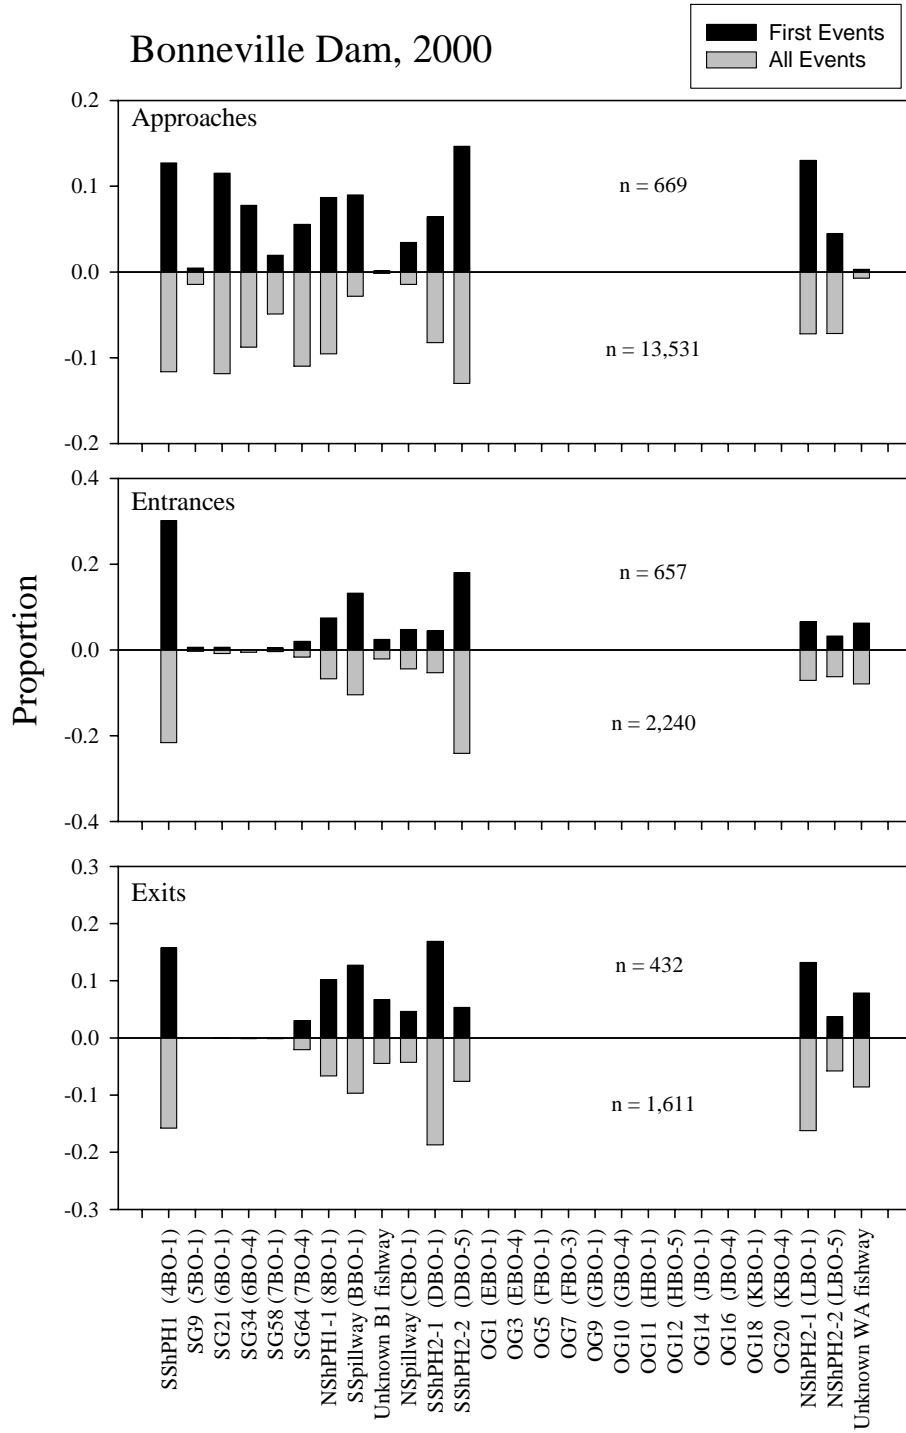 Bonneville Dam, 2000
First Events
All Events
Proportion
0.2
0.1
0.0
-0.1
-0.2
Approaches
n = 669
n = 13,531
0.4
0.2
0.0
-0.2
-0.4
Entrances
n = 657
n = 2,240
0.3
0.2
0.1
0.0
-0.1
-0.2
-0.3
Exits
n = 432
n = 1,611
SShPH1 (4BO-1)
SG9 (5BO-1)
SG21 (6BO-1)
SG34 (6BO-4)
SG58 (7BO-1)
SG64 (7BO-4)
NShPH1-1 (8BO-1)
SSpillway (BBO-1)
Unknown B1 fishway
NSpillway (CBO-1)
SShPH2-1 (DBO-1)
SShPH2-2 (DBO-5)
OG1 (EBO-1)
OG3 (EBO-4)
OG5 (FBO-1)
OG7 (FBO-3)
OG9 (GBO-1)
OG10 (GBO-4)
OG11 (HBO-1)
OG12 (HBO-5)
OG14 (JBO-1)
OG16 (JBO-4)
OG18 (KBO-1)
OG20 (KBO-4)
NShPH2-1 (LBO-1)
NShPH2-2 (LBO-5)
Unknown WA fishway